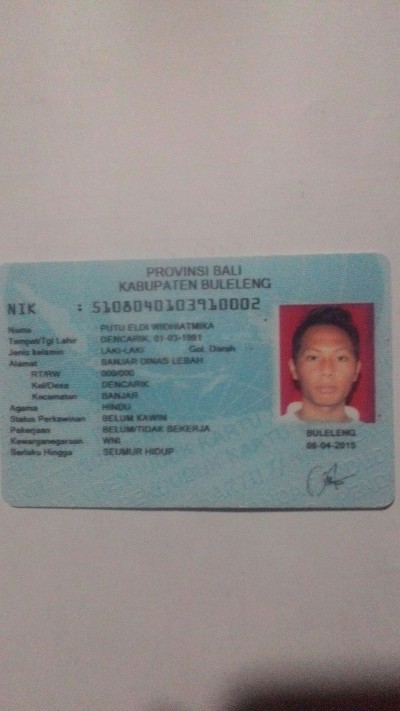 PROVINSI BALI
KABUPATEN BULELENG
NIK : 5108040103910002
Nama : PUTU ELDI WIDHIATMIKA
Tempat/Tgl Lahir : DENCARIK, 01-03-1991
Jenis kelamin : LAKI-LAKI Gol. Darah
Alamat : BANJAR DINAS LEBAH
RT/RW : 000/000
Kel/Desa : DENCARIK
Kecamatan : BANJAR
Agama : HINDU
Status Perkawinan : BELUM KAWIN
Pekerjaan : BELUM/TIDAK BEKERJA
Kewarganegaraan : WNI
Berlaku Hingga : SEUMUR HIDUP
BULELENG
06-04-2015